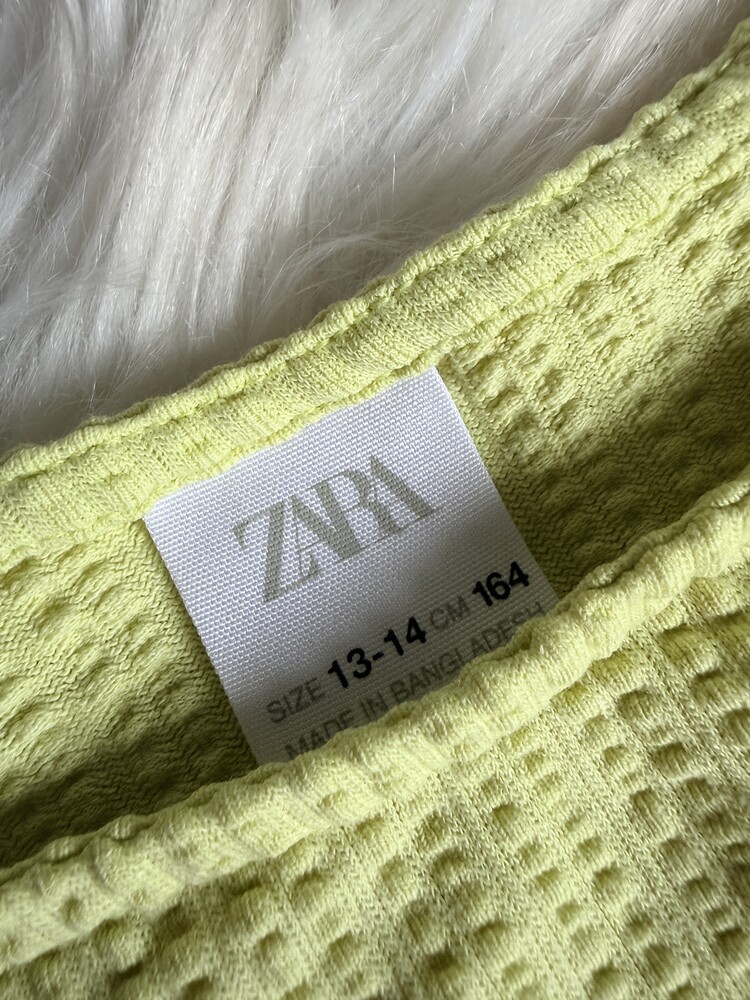 ZARA
SIZE 13-14 CM 164
MADE IN BANGLADESH